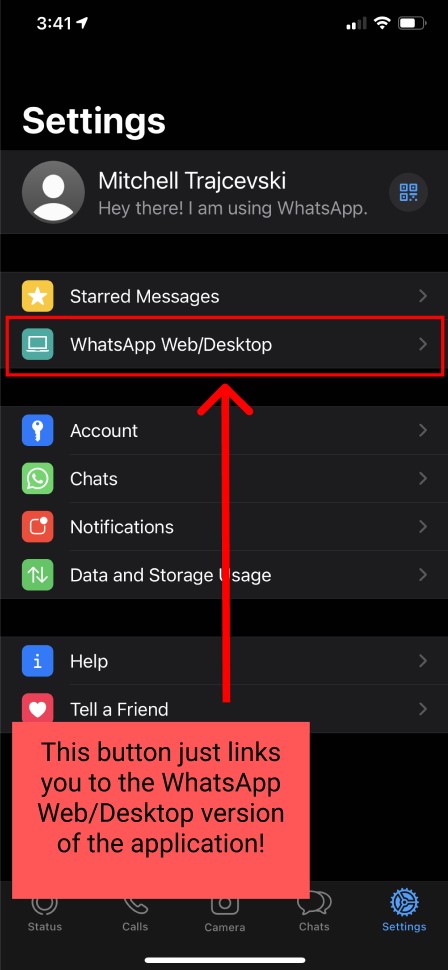 3:41
Settings
Mitchell Trajcevski
Hey there! I am using WhatsApp.
Starred Messages
WhatsApp Web/Desktop
Account
Chats
Notifications
Data and Storage Usage
Help
Tell a Friend
This button just links
you to the WhatsApp
Web/Desktop version
of the application!
Status
Calls
Camera
Chats
Settings